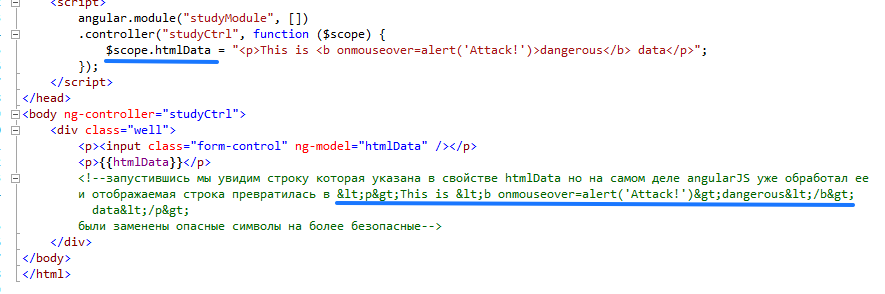 <script>
angular.module("studyModule", [])
.controller("studyCtrl", function ($scope) {
$scope.htmlData = "<p>This is <b onmouseover=alert('Attack!')>dangerous</b> data</p>";
});
</script>
</head>
<body ng-controller="studyCtrl">
<div class="well">
<p><input class="form-control" ng-model="htmlData" /></p>
<p>{{htmlData}}</p>
<!--запустившись мы увидим строку которая указана в свойстве htmlData но на самом деле angularJS уже обработал ее
и отображаемая строка превратилась в &lt;p&gt;This is &lt;b onmouseover=alert('Attack!')&gt;dangerous&lt;/b&gt;
data&lt;/p&gt;
были заменены опасные символы на более безопасные-->
</div>
</body>
</html>